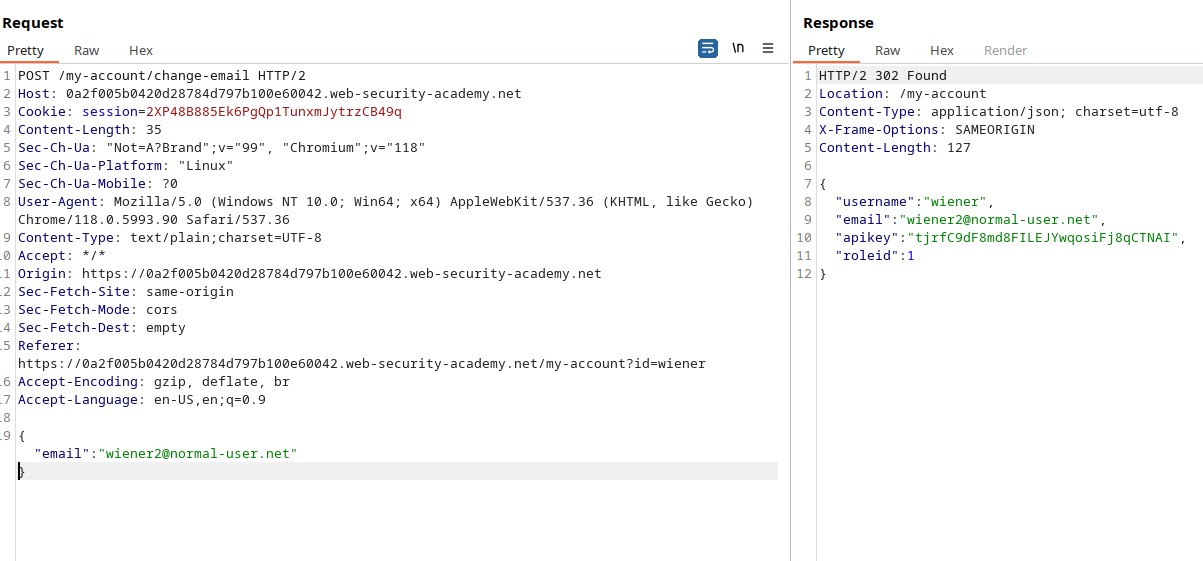 Request
Pretty Raw Hex \n
1 POST /my-account/change-email HTTP/2
2 Host: 0a2f005b0420d28784d797b100e60042.web-security-academy.net
3 Cookie: session=2XP48B885Ek6PgQp1TunxmJytrzCB49q
4 Content-Length: 35
5 Sec-Ch-Ua: "Not=A?Brand";v="99", "Chromium";v="118"
6 Sec-Ch-Ua-Platform: "Linux"
7 Sec-Ch-Ua-Mobile: ?0
8 User-Agent: Mozilla/5.0 (Windows NT 10.0; Win64; x64) AppleWebKit/537.36 (KHTML, like Gecko)
Chrome/118.0.5993.90 Safari/537.36
9 Content-Type: text/plain;charset=UTF-8
10 Accept: */*
11 Origin: https://0a2f005b0420d28784d797b100e60042.web-security-academy.net
12 Sec-Fetch-Site: same-origin
13 Sec-Fetch-Mode: cors
14 Sec-Fetch-Dest: empty
15 Referer:
https://0a2f005b0420d28784d797b100e60042.web-security-academy.net/my-account?id=wiener
16 Accept-Encoding: gzip, deflate, br
17 Accept-Language: en-US,en;q=0.9
18
19 {
"email":"wiener2@normal-user.net"
}
Response
Pretty Raw Hex Render
1 HTTP/2 302 Found
2 Location: /my-account
3 Content-Type: application/json; charset=utf-8
4 X-Frame-Options: SAMEORIGIN
5 Content-Length: 127
6
7 {
8 "username":"wiener",
9 "email":"wiener2@normal-user.net",
10 "apikey":"tjrfC9dF8md8FILEJYwqosiFj8qCTNAI",
11 "roleid":1
12 }